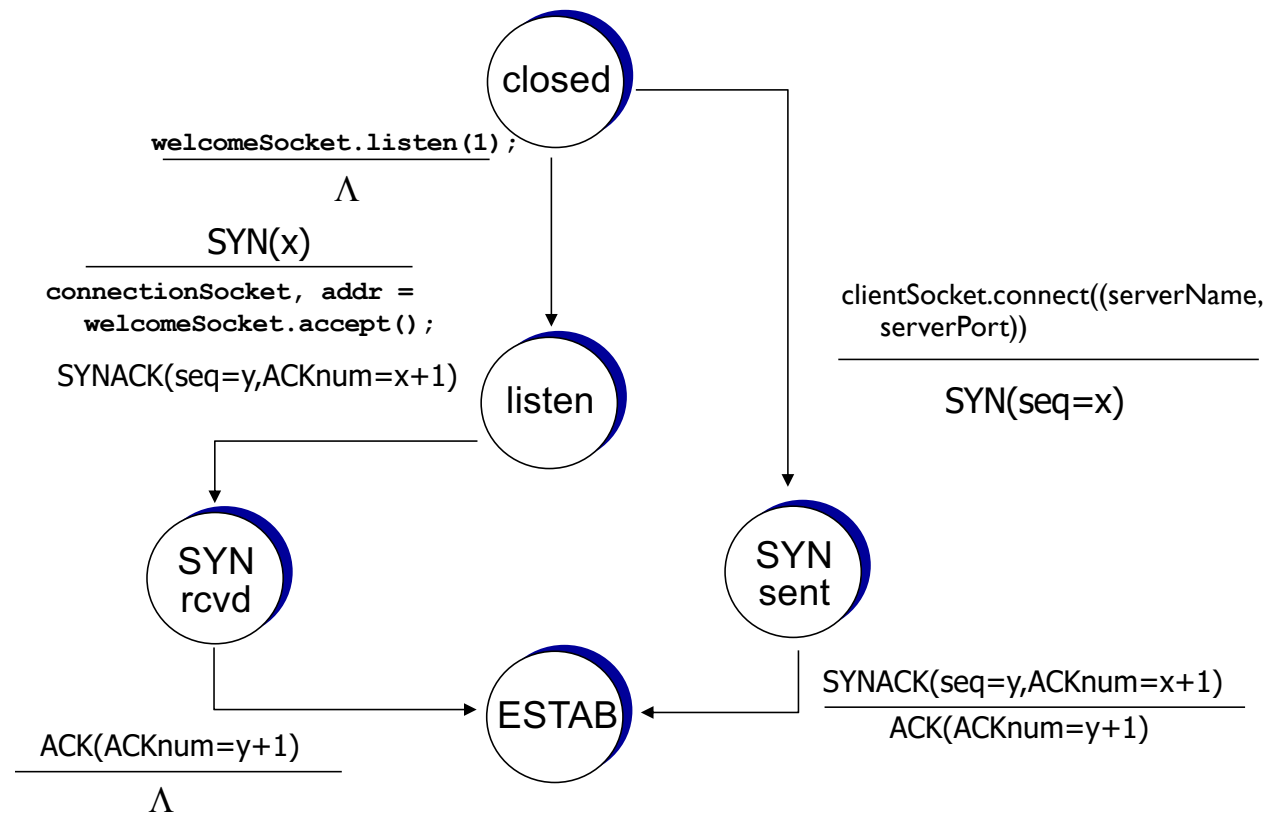 closed
welcomeSocket.listen(1);
Λ
SYN(x)
connectionSocket, addr =
welcomeSocket.accept();
SYNACK(seq=y,ACKnum=x+1)
listen
clientSocket.connect((serverName,
serverPort))
SYN(seq=x)
SYN
rcvd
SYN
sent
ESTAB
SYNACK(seq=y,ACKnum=x+1)
ACK(ACKnum=y+1)
ACK(ACKnum=y+1)
Λ